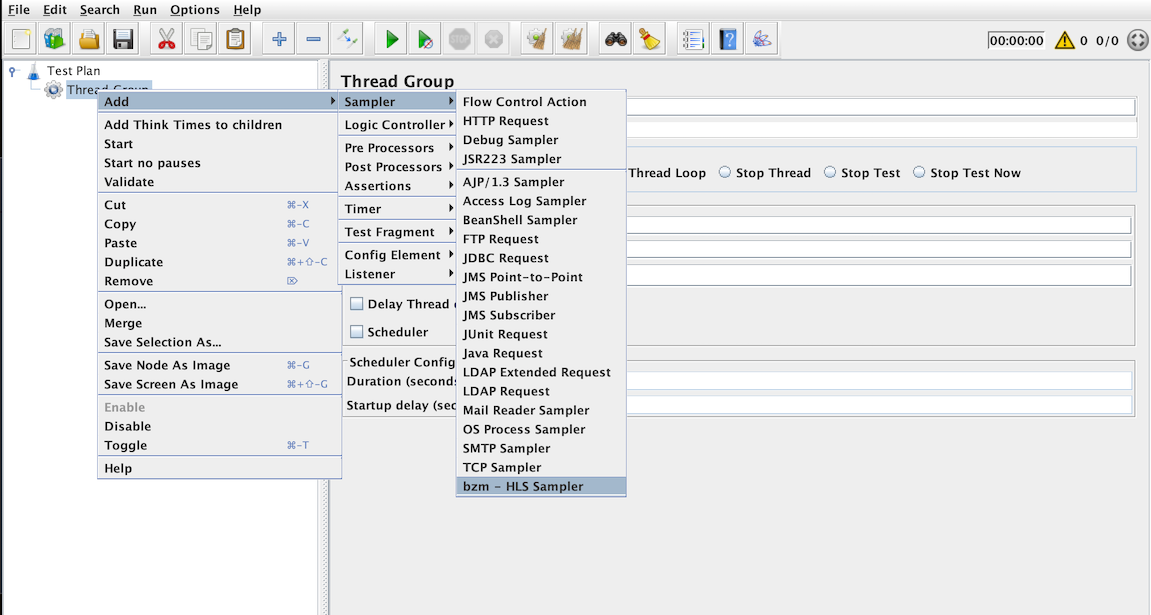 File Edit Search Run Options Help
00:00:00 0 0/0
Test Plan
Thread Group
Thread Group
Add
Add Think Times to children
Start
Start no pauses
Validate
Cut ⌘-X
Copy ⌘-C
Paste ⌘-V
Duplicate ⌘+⇧-C
Remove ⌦
Open...
Merge
Save Selection As...
Save Node As Image ⌘-G
Save Screen As Image ⌘+⇧-G
Enable
Disable
Toggle ⌘-T
Help
Sampler
Logic Controller
Pre Processors
Post Processors
Assertions
Timer
Test Fragment
Config Element
Listener
Flow Control Action
HTTP Request
Debug Sampler
JSR223 Sampler
AJP/1.3 Sampler
Access Log Sampler
BeanShell Sampler
FTP Request
JDBC Request
JMS Point-to-Point
JMS Publisher
JMS Subscriber
JUnit Request
Java Request
LDAP Extended Request
LDAP Request
Mail Reader Sampler
OS Process Sampler
SMTP Sampler
TCP Sampler
bzm - HLS Sampler
Thread Loop Stop Thread Stop Test Stop Test Now
Delay Thread
Scheduler
Scheduler Config
Duration (seconds
Startup delay (sec